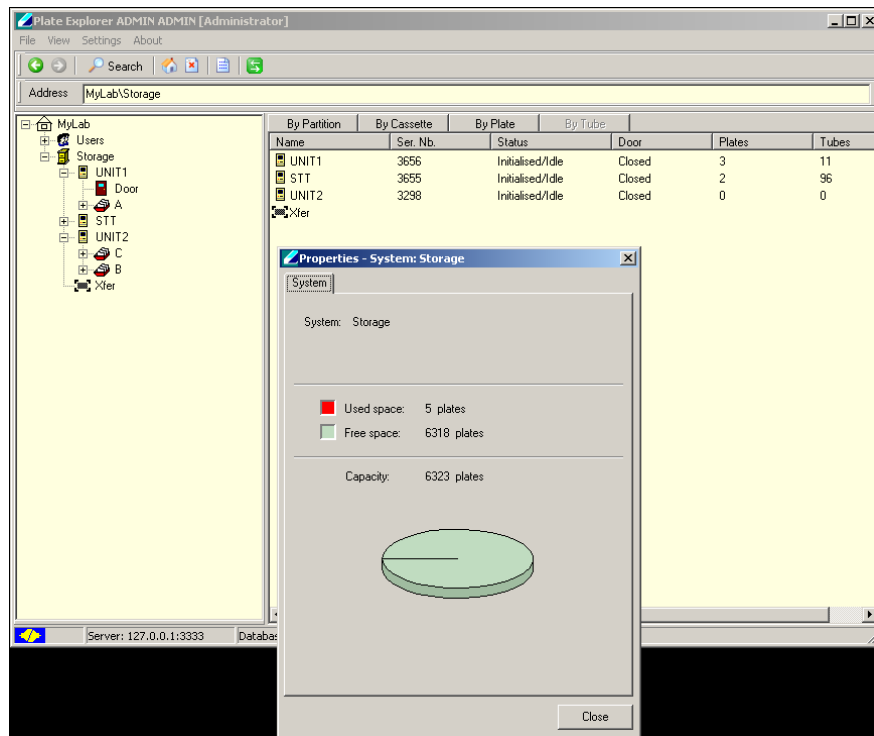 Plate Explorer ADMIN ADMIN [Administrator]
File View Settings About
Search
Address MyLab\Storage
MyLab
Users
Storage
UNIT1
Door
A
STT
UNIT2
C
B
Xfer
By Partition By Cassette By Plate By Tube
Name Ser. Nb. Status Door Plates Tubes
UNIT1 3656 Initialised/Idle Closed 3 11
STT 3655 Initialised/Idle Closed 2 96
UNIT2 3298 Initialised/Idle Closed 0 0
Xfer
Properties - System: Storage
System
System: Storage
Used space: 5 plates
Free space: 6318 plates
Capacity: 6323 plates
Close
Server: 127.0.0.1:3333